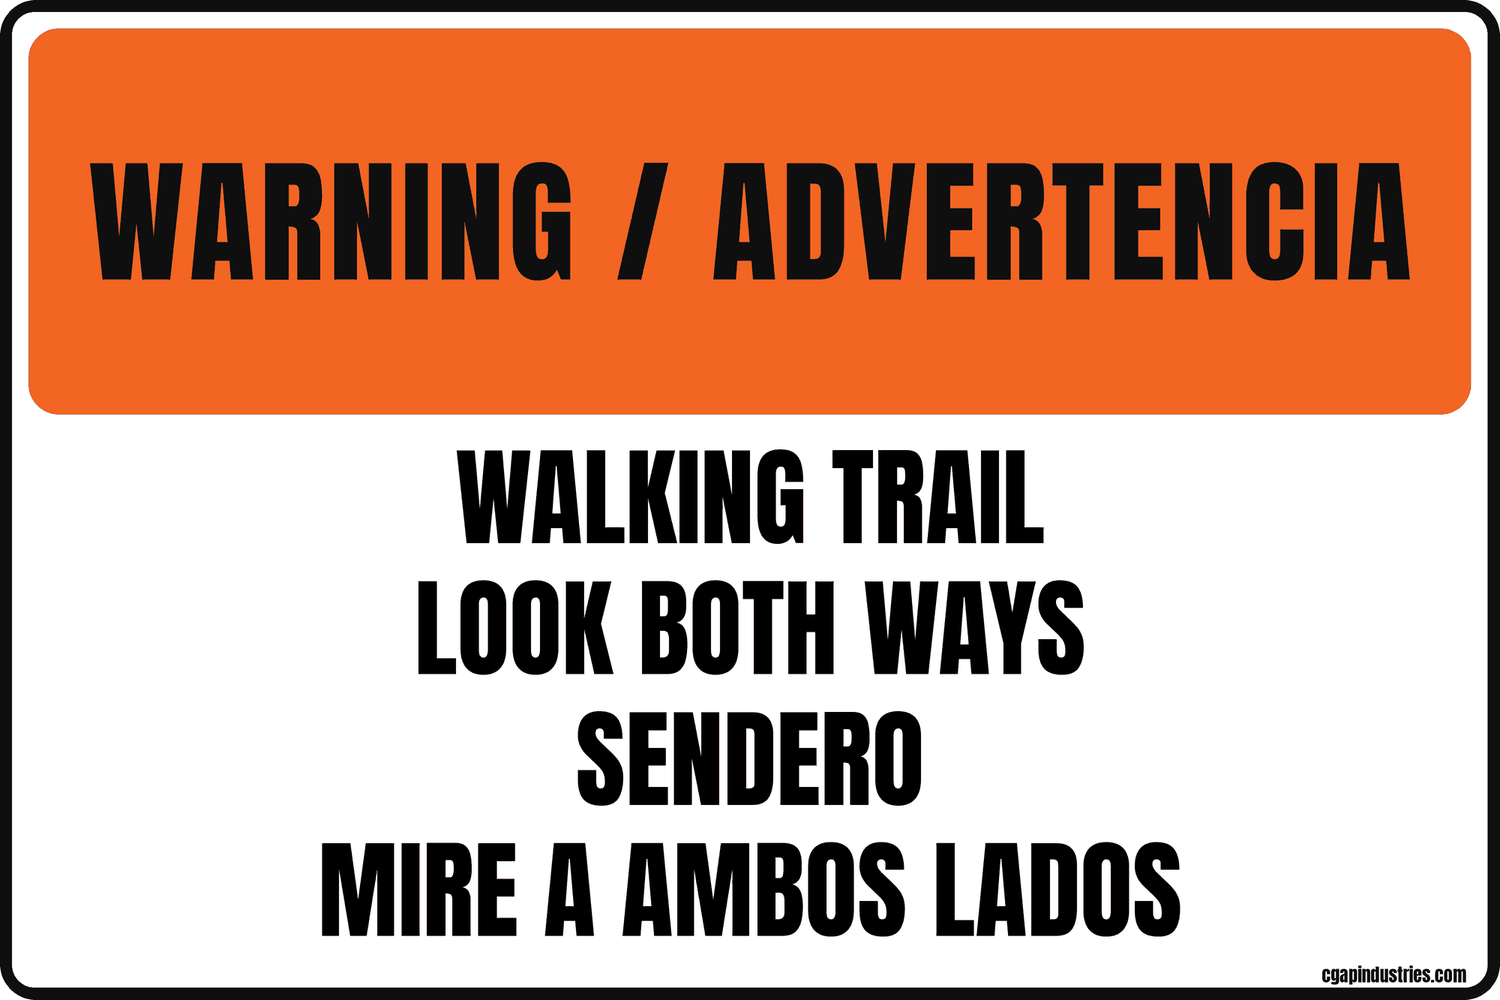 WARNING / ADVERTENCIA
WALKING TRAIL
LOOK BOTH WAYS
SENDERO
MIRE A AMBOS LADOS
cgapindustries.com